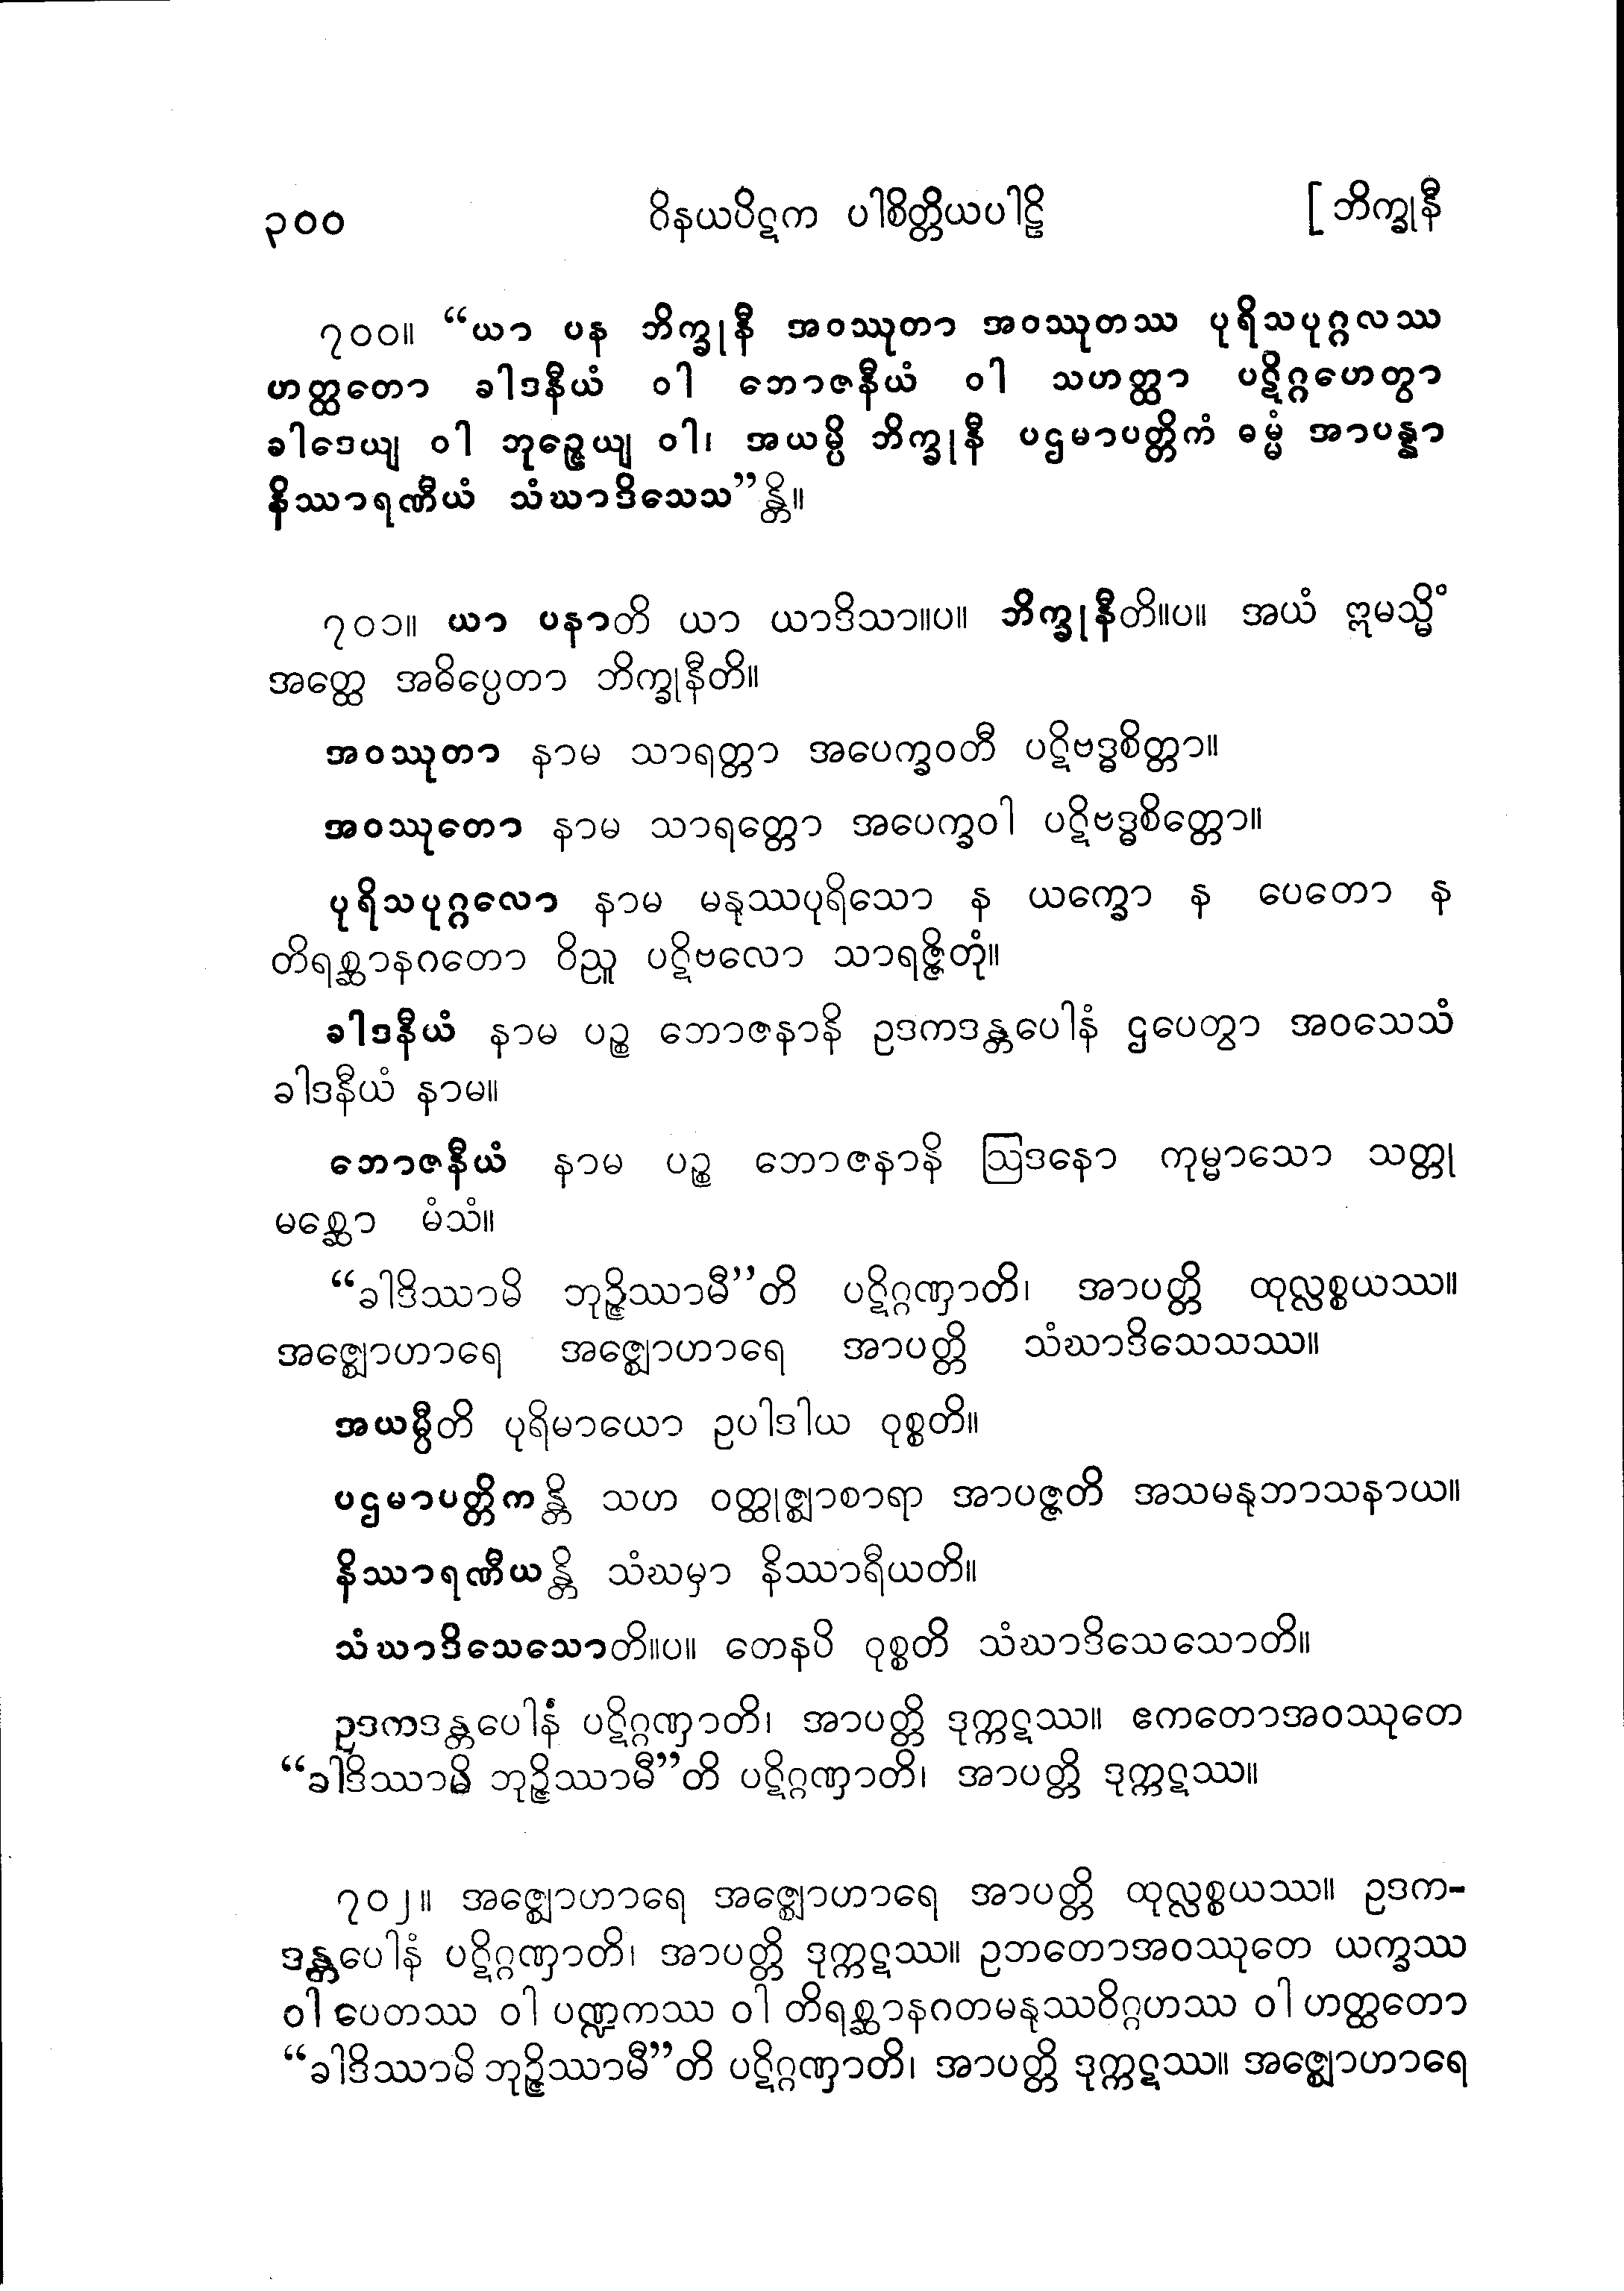 ၃၀၀ ဝိနယပိဋက ပါစိတ္တိယပါဠိ [ ဘိက္ခုနီ
၇၀၀။ “ယာ ပန ဘိက္ခုနီ အဝဿုတာ အဝဿုတဿ ပုရိသပုဂ္ဂလဿ
ဟတ္ထတော ခါဒနီယံ ဝါ ဘောဇနီယံ ဝါ သဟတ္ထာ ပဋိဂ္ဂဟေတွာ
ခါဒေယျ ဝါ ဘုဉ္ဇေယျ ဝါ၊ အယမ္ပိ ဘိက္ခုနီ ပဌမာပတ္တိကံ ဓမ္မံ အာပန္နာ
နိဿာရဏီယံ သံဃာဒိသေသ”န္တိ။
၇၀၁။ ယာ ပနာတိ ယာ ယာဒိသာ။ပ။ ဘိက္ခုနီတိ။ပ။ အယံ ဣမသ္မိံ
အတ္ထေ အဓိပ္ပေတာ ဘိက္ခုနီတိ။
အဝဿုတာ နာမ သာရတ္တာ အပေက္ခဝတီ ပဋိဗဒ္ဓစိတ္တာ။
အဝဿုတော နာမ သာရတ္တော အပေက္ခဝါ ပဋိဗဒ္ဓစိတ္တော။
ပုရိသပုဂ္ဂလော နာမ မနုဿပုရိသော န ယက္ခော န ပေတော န
တိရစ္ဆာနဂတော ဝိညူ ပဋိဗလော သာရဇ္ဇိတုံ။
ခါဒနီယံ နာမ ပဉ္စ ဘောဇနာနိ ဥဒကဒန္တပေါနံ ဌပေတွာ အဝသေသံ
ခါဒနီယံ နာမ။
ဘောဇနီယံ နာမ ပဉ္စ ဘောဇနာနိ ဩဒနော ကုမ္မာသော သတ္တု
မစ္ဆော မံသံ။
“ခါဒိဿာမိ ဘုဉ္ဇိဿာမီ”တိ ပဋိဂ္ဂဏှာတိ၊ အာပတ္တိ ထုလ္လစ္စယဿ။
အဇ္ဈောဟာရေ အဇ္ဈောဟာရေ အာပတ္တိ သံဃာဒိသေသဿ။
အယမ္ပီတိ ပုရိမာယော ဥပါဒါယ ဝုစ္စတိ။
ပဌမာပတ္တိကန္တိ သဟ ဝတ္ထုဇ္ဈာစာရာ အာပဇ္ဇတိ အသမနုဘာသနာယ။
နိဿာရဏီယန္တိ သံဃမှာ နိဿာရီယတိ။
သံဃာဒိသေသောတိ။ပ။ တေနပိ ဝုစ္စတိ သံဃာဒိသေသောတိ။
ဥဒကဒန္တပေါနံ ပဋိဂ္ဂဏှာတိ၊ အာပတ္တိ ဒုက္ကဋဿ။ ဧကတောအဝဿုတေ
“ခါဒိဿာမိ ဘုဉ္ဇိဿာမီ”တိ ပဋိဂ္ဂဏှာတိ၊ အာပတ္တိ ဒုက္ကဋဿ။
၇၀၂။ အဇ္ဈောဟာရေ အဇ္ဈောဟာရေ အာပတ္တိ ထုလ္လစ္စယဿ။ ဥဒက-
ဒန္တပေါနံ ပဋိဂ္ဂဏှာတိ၊ အာပတ္တိ ဒုက္ကဋဿ။ ဥဘတောအဝဿုတေ ယက္ခဿ
ဝါ ပေတဿ ဝါ ပဏ္ဍကဿ ဝါ တိရစ္ဆာနဂတမနုဿဝိဂ္ဂဟဿ ဝါ ဟတ္ထတော
“ခါဒိဿာမိ ဘုဉ္ဇိဿာမီ”တိ ပဋိဂ္ဂဏှာတိ၊ အာပတ္တိ ဒုက္ကဋဿ။ အဇ္ဈောဟာရေ